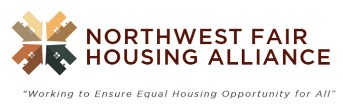 NORTHWEST FAIR
HOUSING ALLIANCE
"Working to Ensure Equal Housing Opportunity for All"